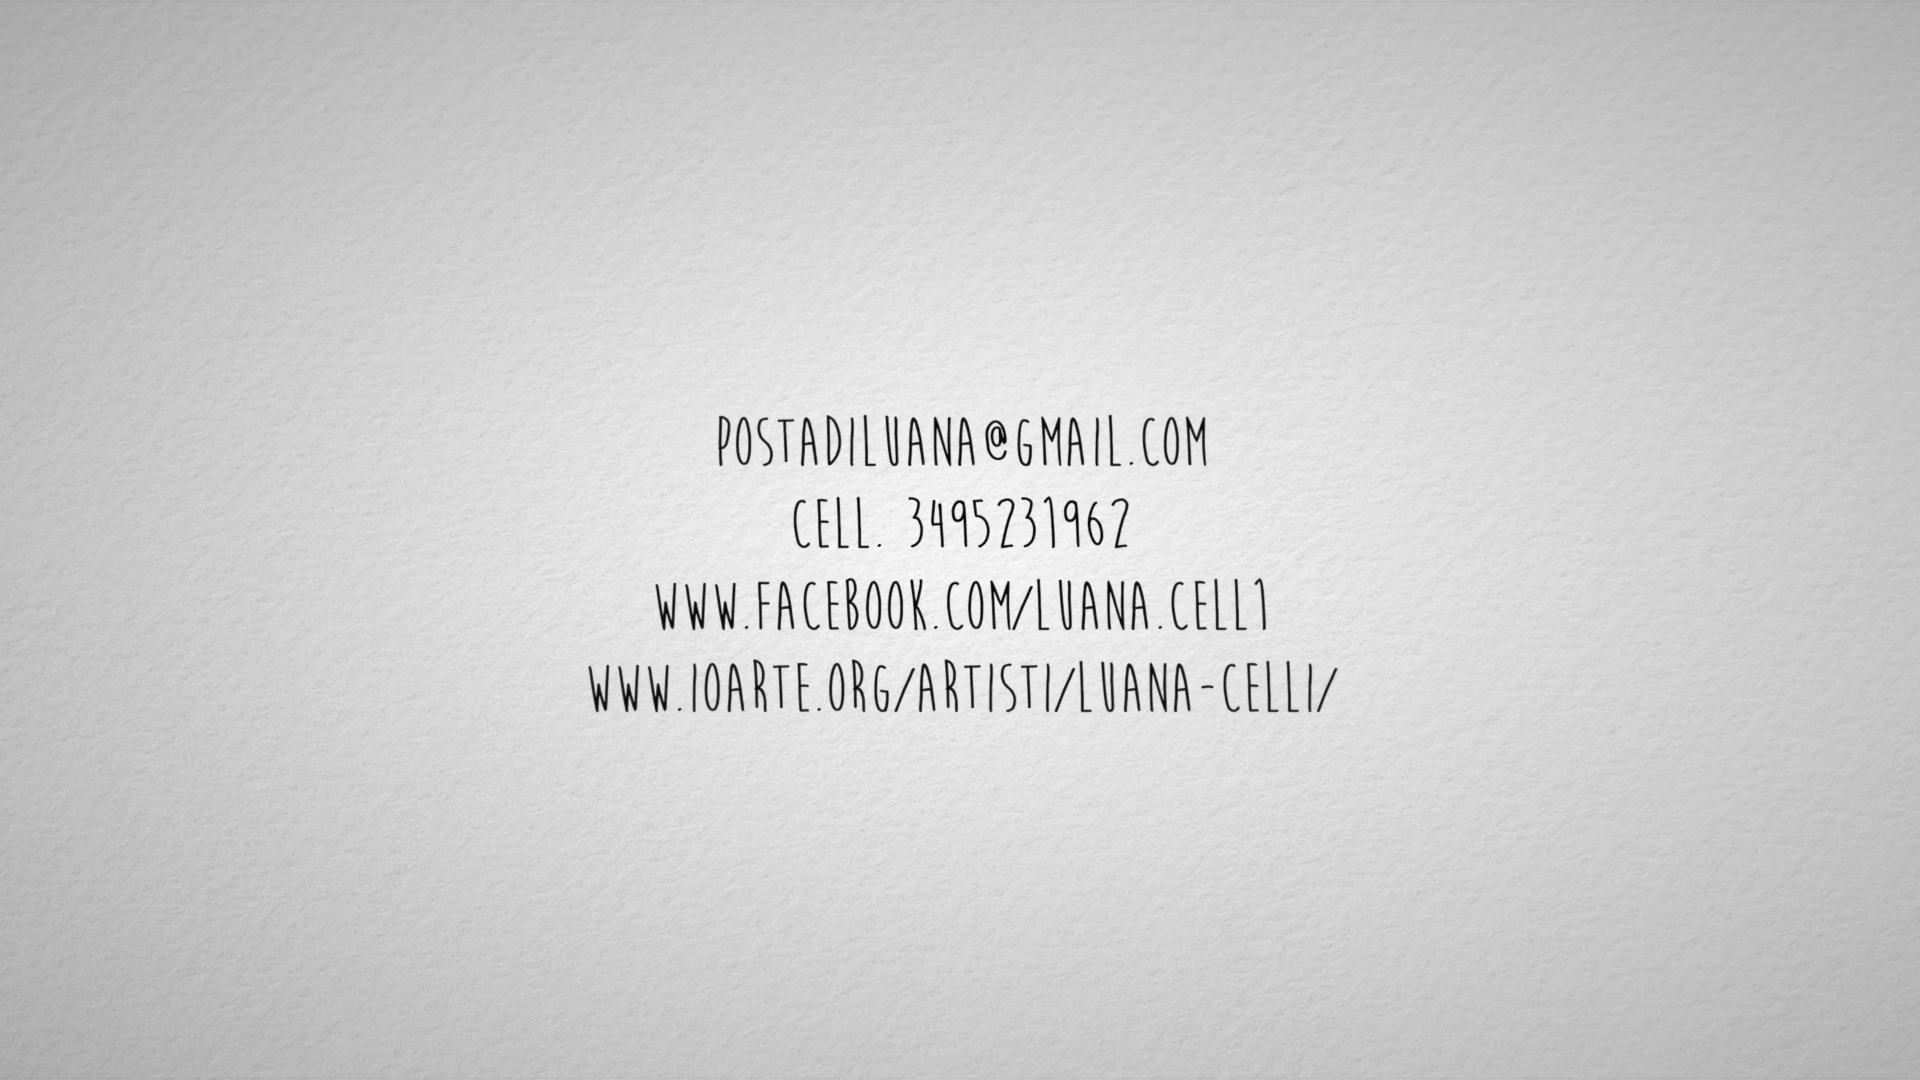 POSTADILUANA@GMAIL.COM
CELL. 3495231962
WWW.FACEBOOK.COM/LUANA.CELL1
WWW.IOARTE.ORG/ARTISTI/LUANA-CELLI/